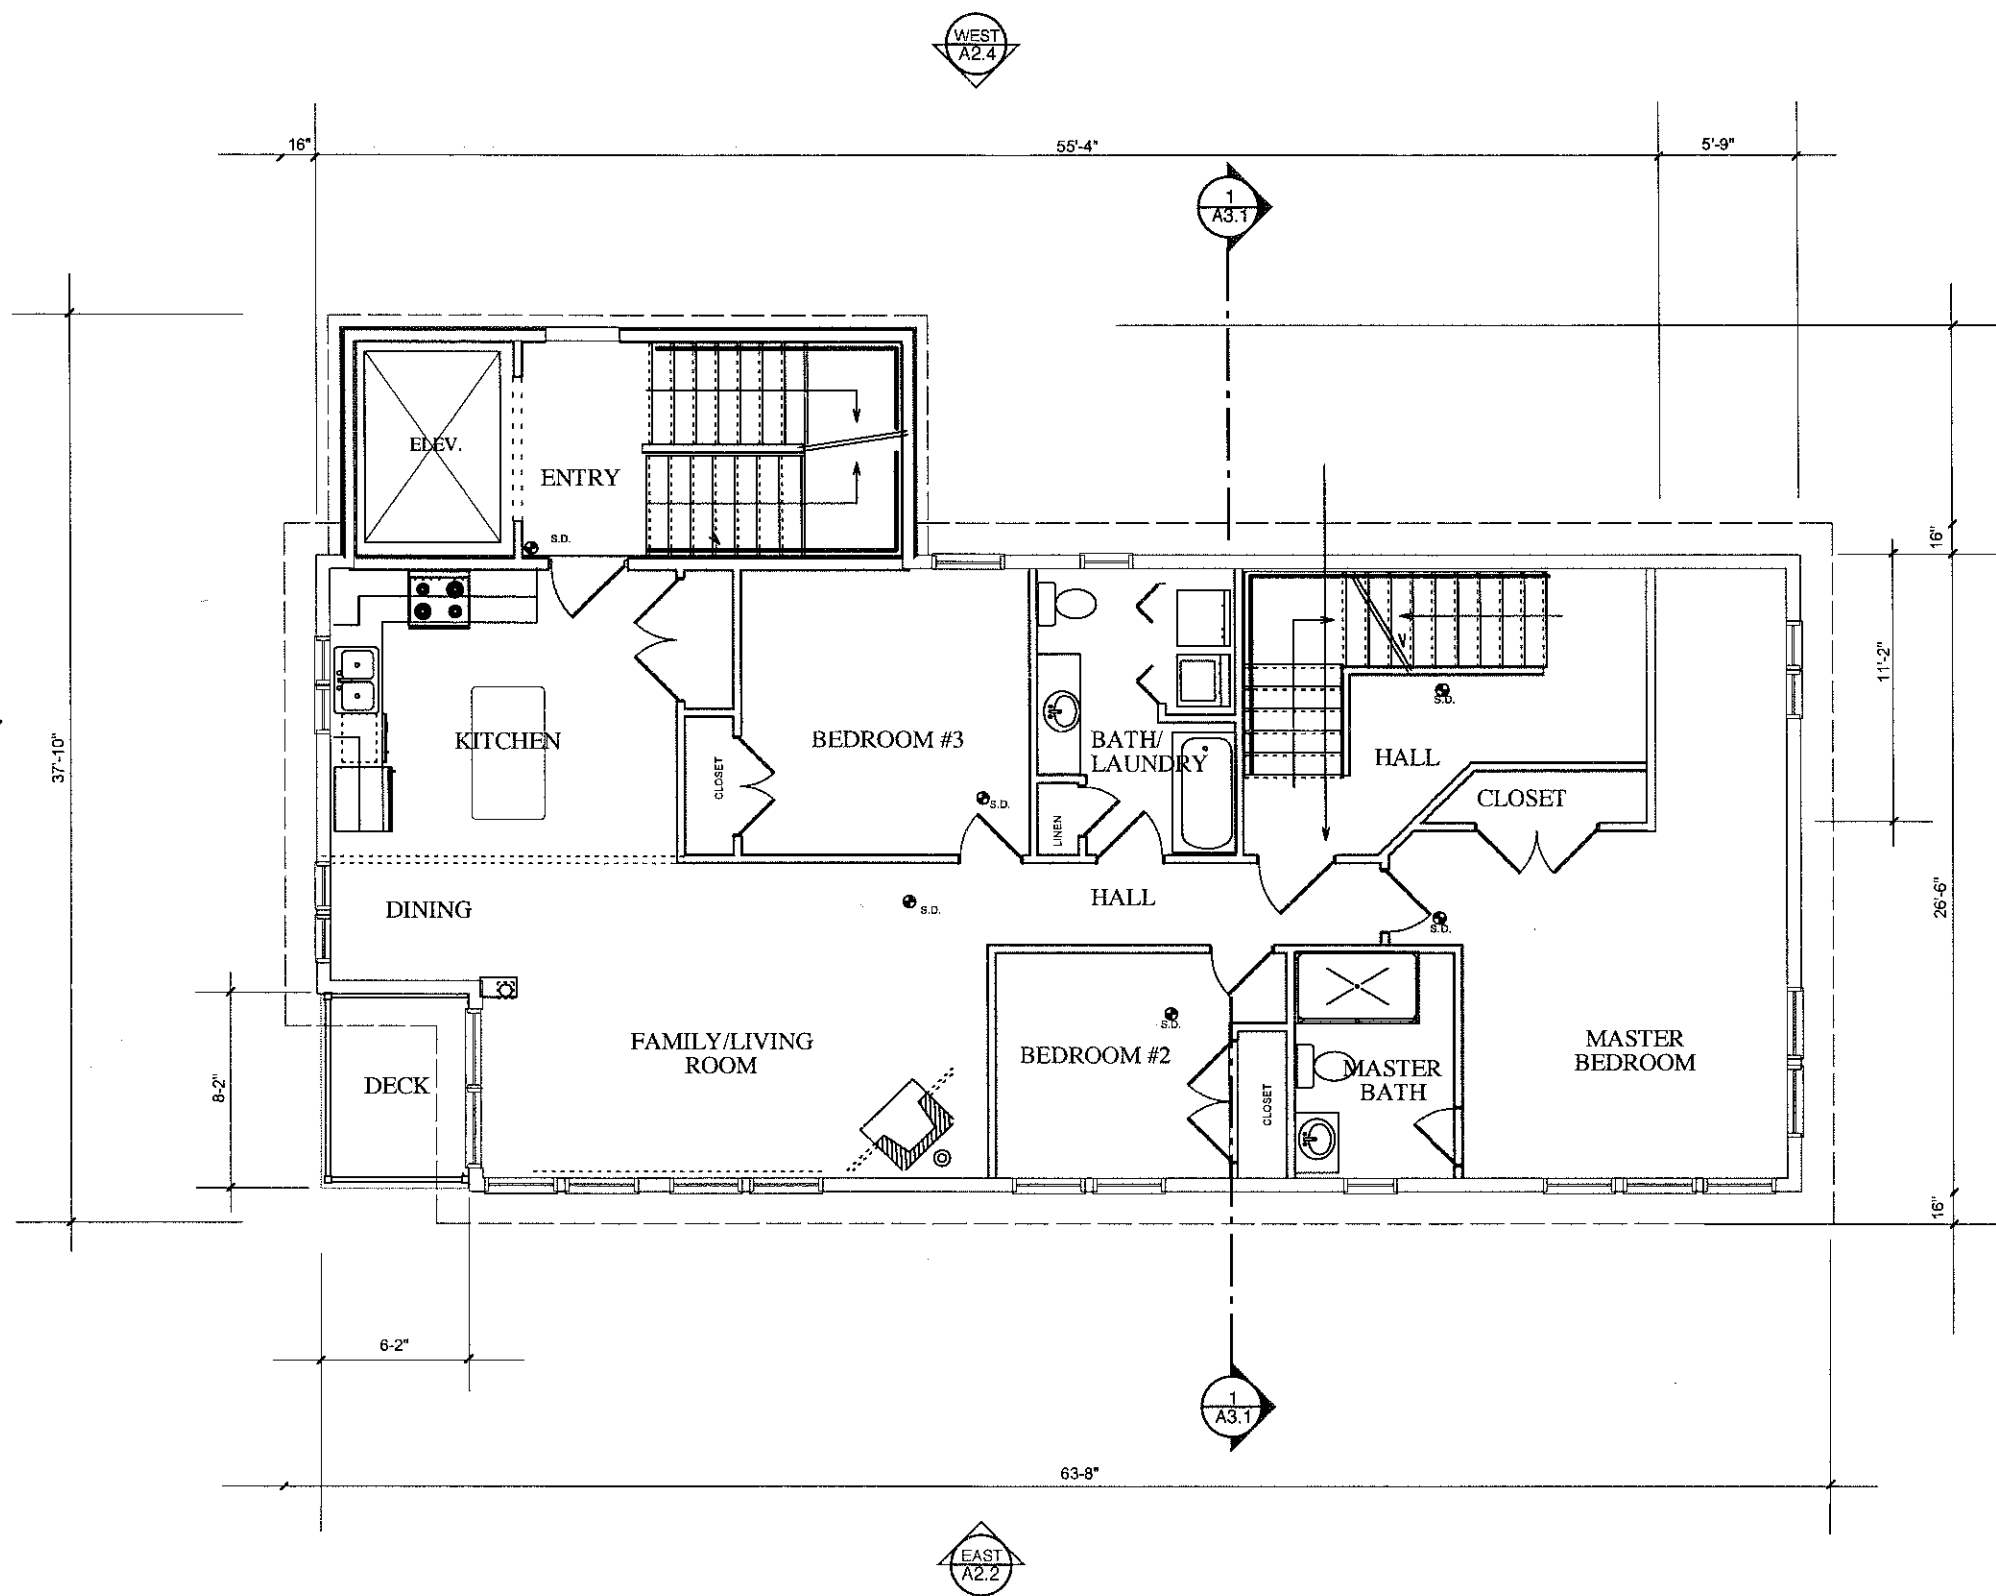 WEST
A2.4
16"
55'-4"
5'-9"
1
A3.1
ELEV.
ENTRY
S.D.
16"
11'-2"
S.D.
37'-10"
KITCHEN
BEDROOM #3
BATH/
LAUNDRY
HALL
CLOSET
CLOSET
S.D.
LINEN
DINING
S.D.
HALL
S.D.
26'-6"
FAMILY/LIVING
ROOM
S.D.
BEDROOM #2
MASTER
BATH
MASTER
BEDROOM
DECK
8'-2"
CLOSET
16"
6-2"
1
A3.1
63-8"
EAST
A2.2